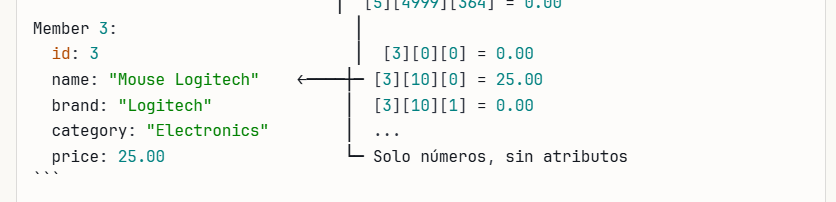 [5][4999][364] = 0.00
Member 3:
id: 3 [3][0][0] = 0.00
name: "Mouse Logitech" [3][10][0] = 25.00
brand: "Logitech" [3][10][1] = 0.00
category: "Electronics" ...
price: 25.00 Solo números, sin atributos
```